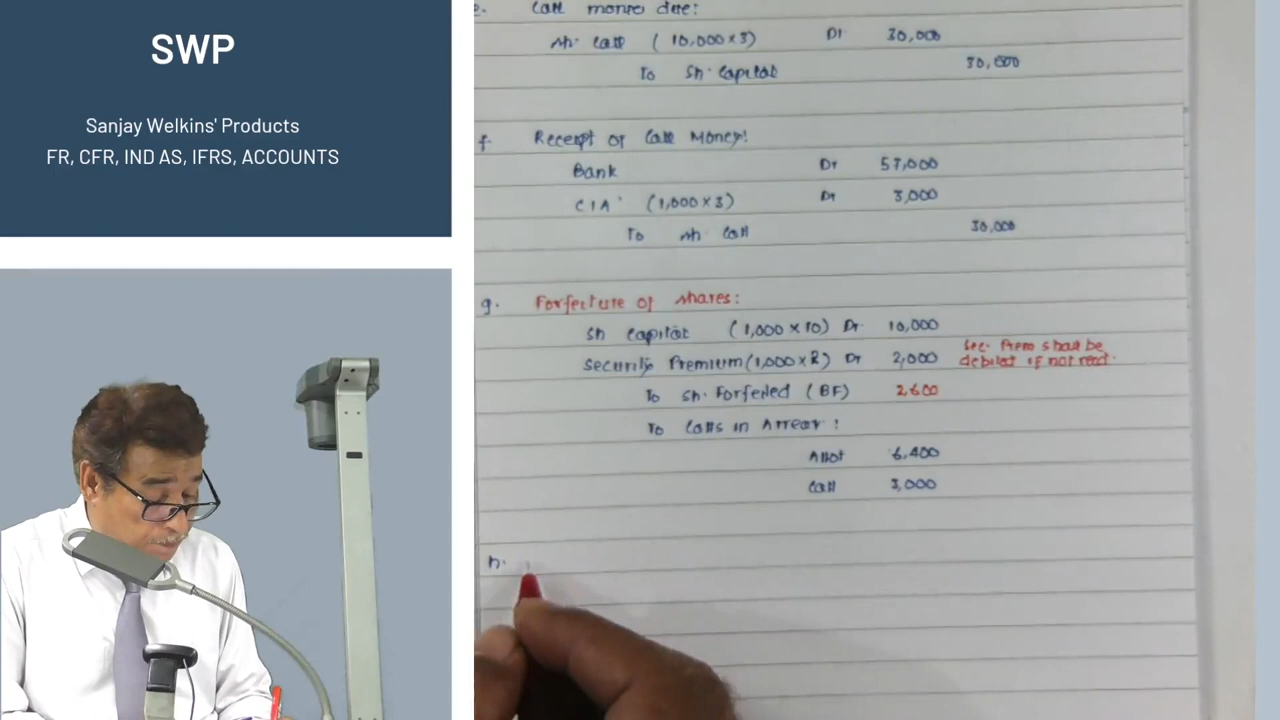 SWP
Sanjay Welkins' Products
FR, CFR, IND AS, IFRS, ACCOUNTS
e. Call money due:
Sh. Call (10,000 x 3) Dr 30,000
To Sh. Capital 30,000
f. Receipt of Call Money:
Bank Dr 57,000
CIA (1,000 x 3) Dr 3,000
To Sh Call 30,000
g. Forfeiture of shares:
Sh Capital (1,000 x 10) Dr 10,000
Security Premium (1,000 x 2) Dr 2,000
Sec. Prem shall be
debited if not recd.
To Sh. Forfeited (BF) 2,600
To Calls in Arrear:
Allot 6,400
Call 3,000
h.